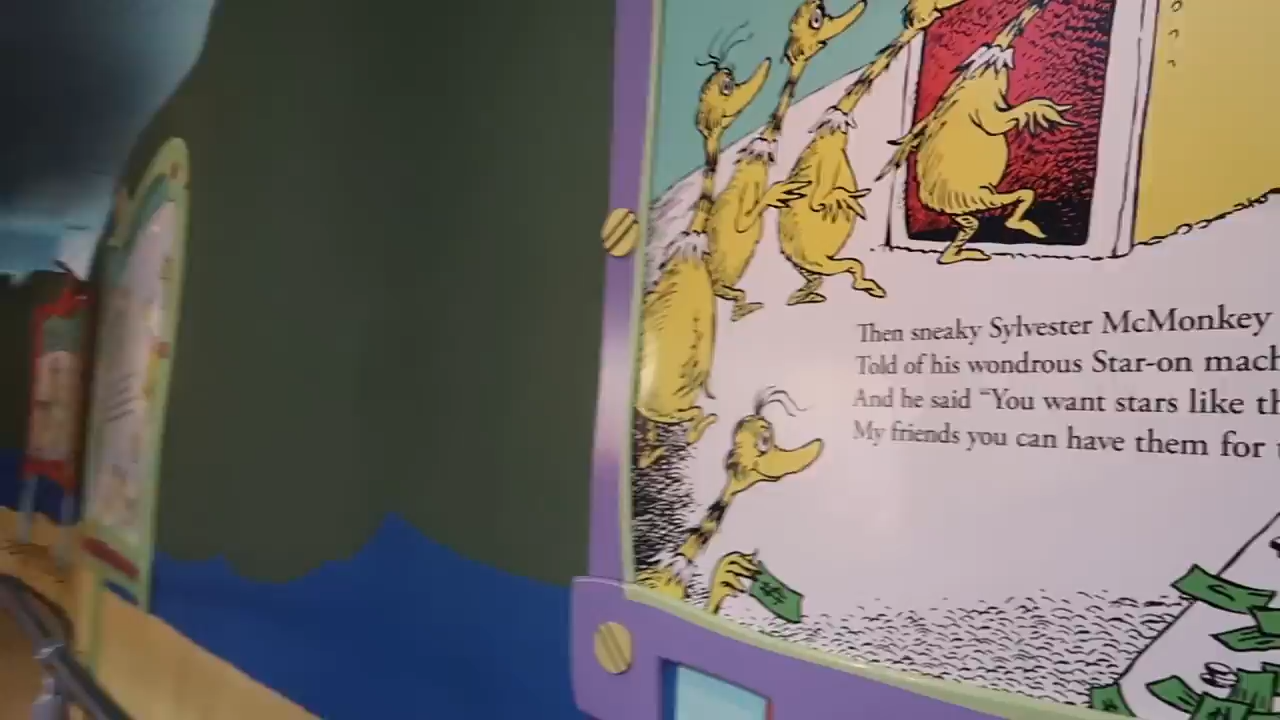 Then sneaky Sylvester McMonkey
Told of his wondrous Star-on
And he said "You want stars like
My friends you can have them for